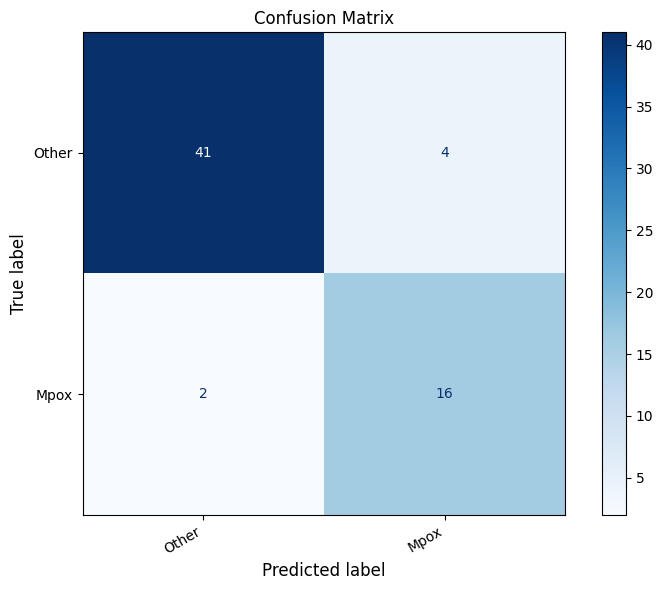 Confusion Matrix
True label
Other
41
4
Mpox
2
16
Other
Mpox
Predicted label
40
35
30
25
20
15
10
5